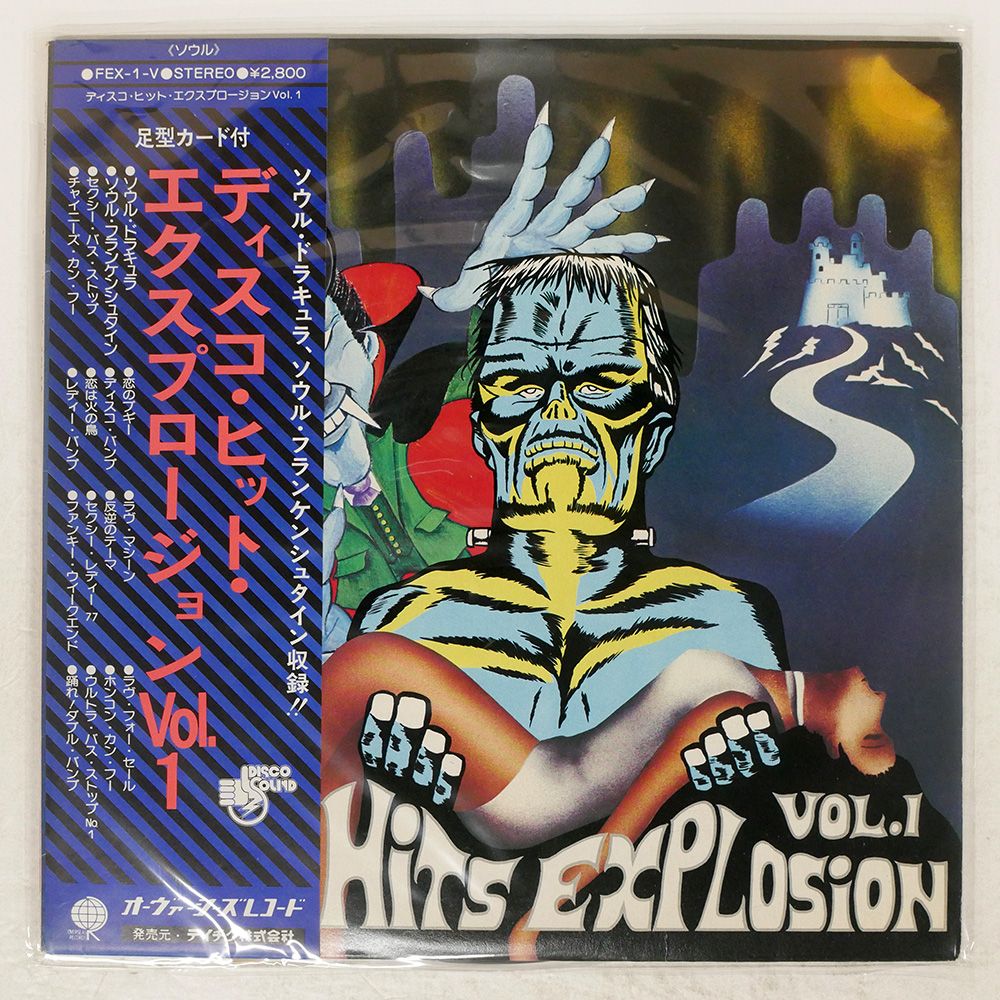 《ソウル》
●FEX-1-V●STEREO●¥2,800
ディスコ・ヒット・エクスプロージョンVol.1
足型カード付
ソウル・ドラキュラ、ソウル・フランケンシュタイン収録!!
ディスコ・ヒット・
エクスプロージョンVol.1
●ソウル・ドラキュラ
●ソウル・フランケンシュタイン
●セクシー・バス・ストップ
●チャイニーズ・カン・フー
●恋のブギー
●ディスコ・バンプ
●恋は火の鳥
●レディー・バンプ
●ラヴ・マシーン
●反逆のテーマ
●セクシー・レディー77
●ファンキー・ウィークエンド
●ラヴ・フォー・セール
●ホンコン・カン・フー
●ウルトラ・バス・ストップNo.1
●踊れ!ダブル・バンプ
DISCO
SOUND
オーヴァーシーズレコード
発売元・テイチク株式会社
VOL.1
HiTS EXPLOSiON